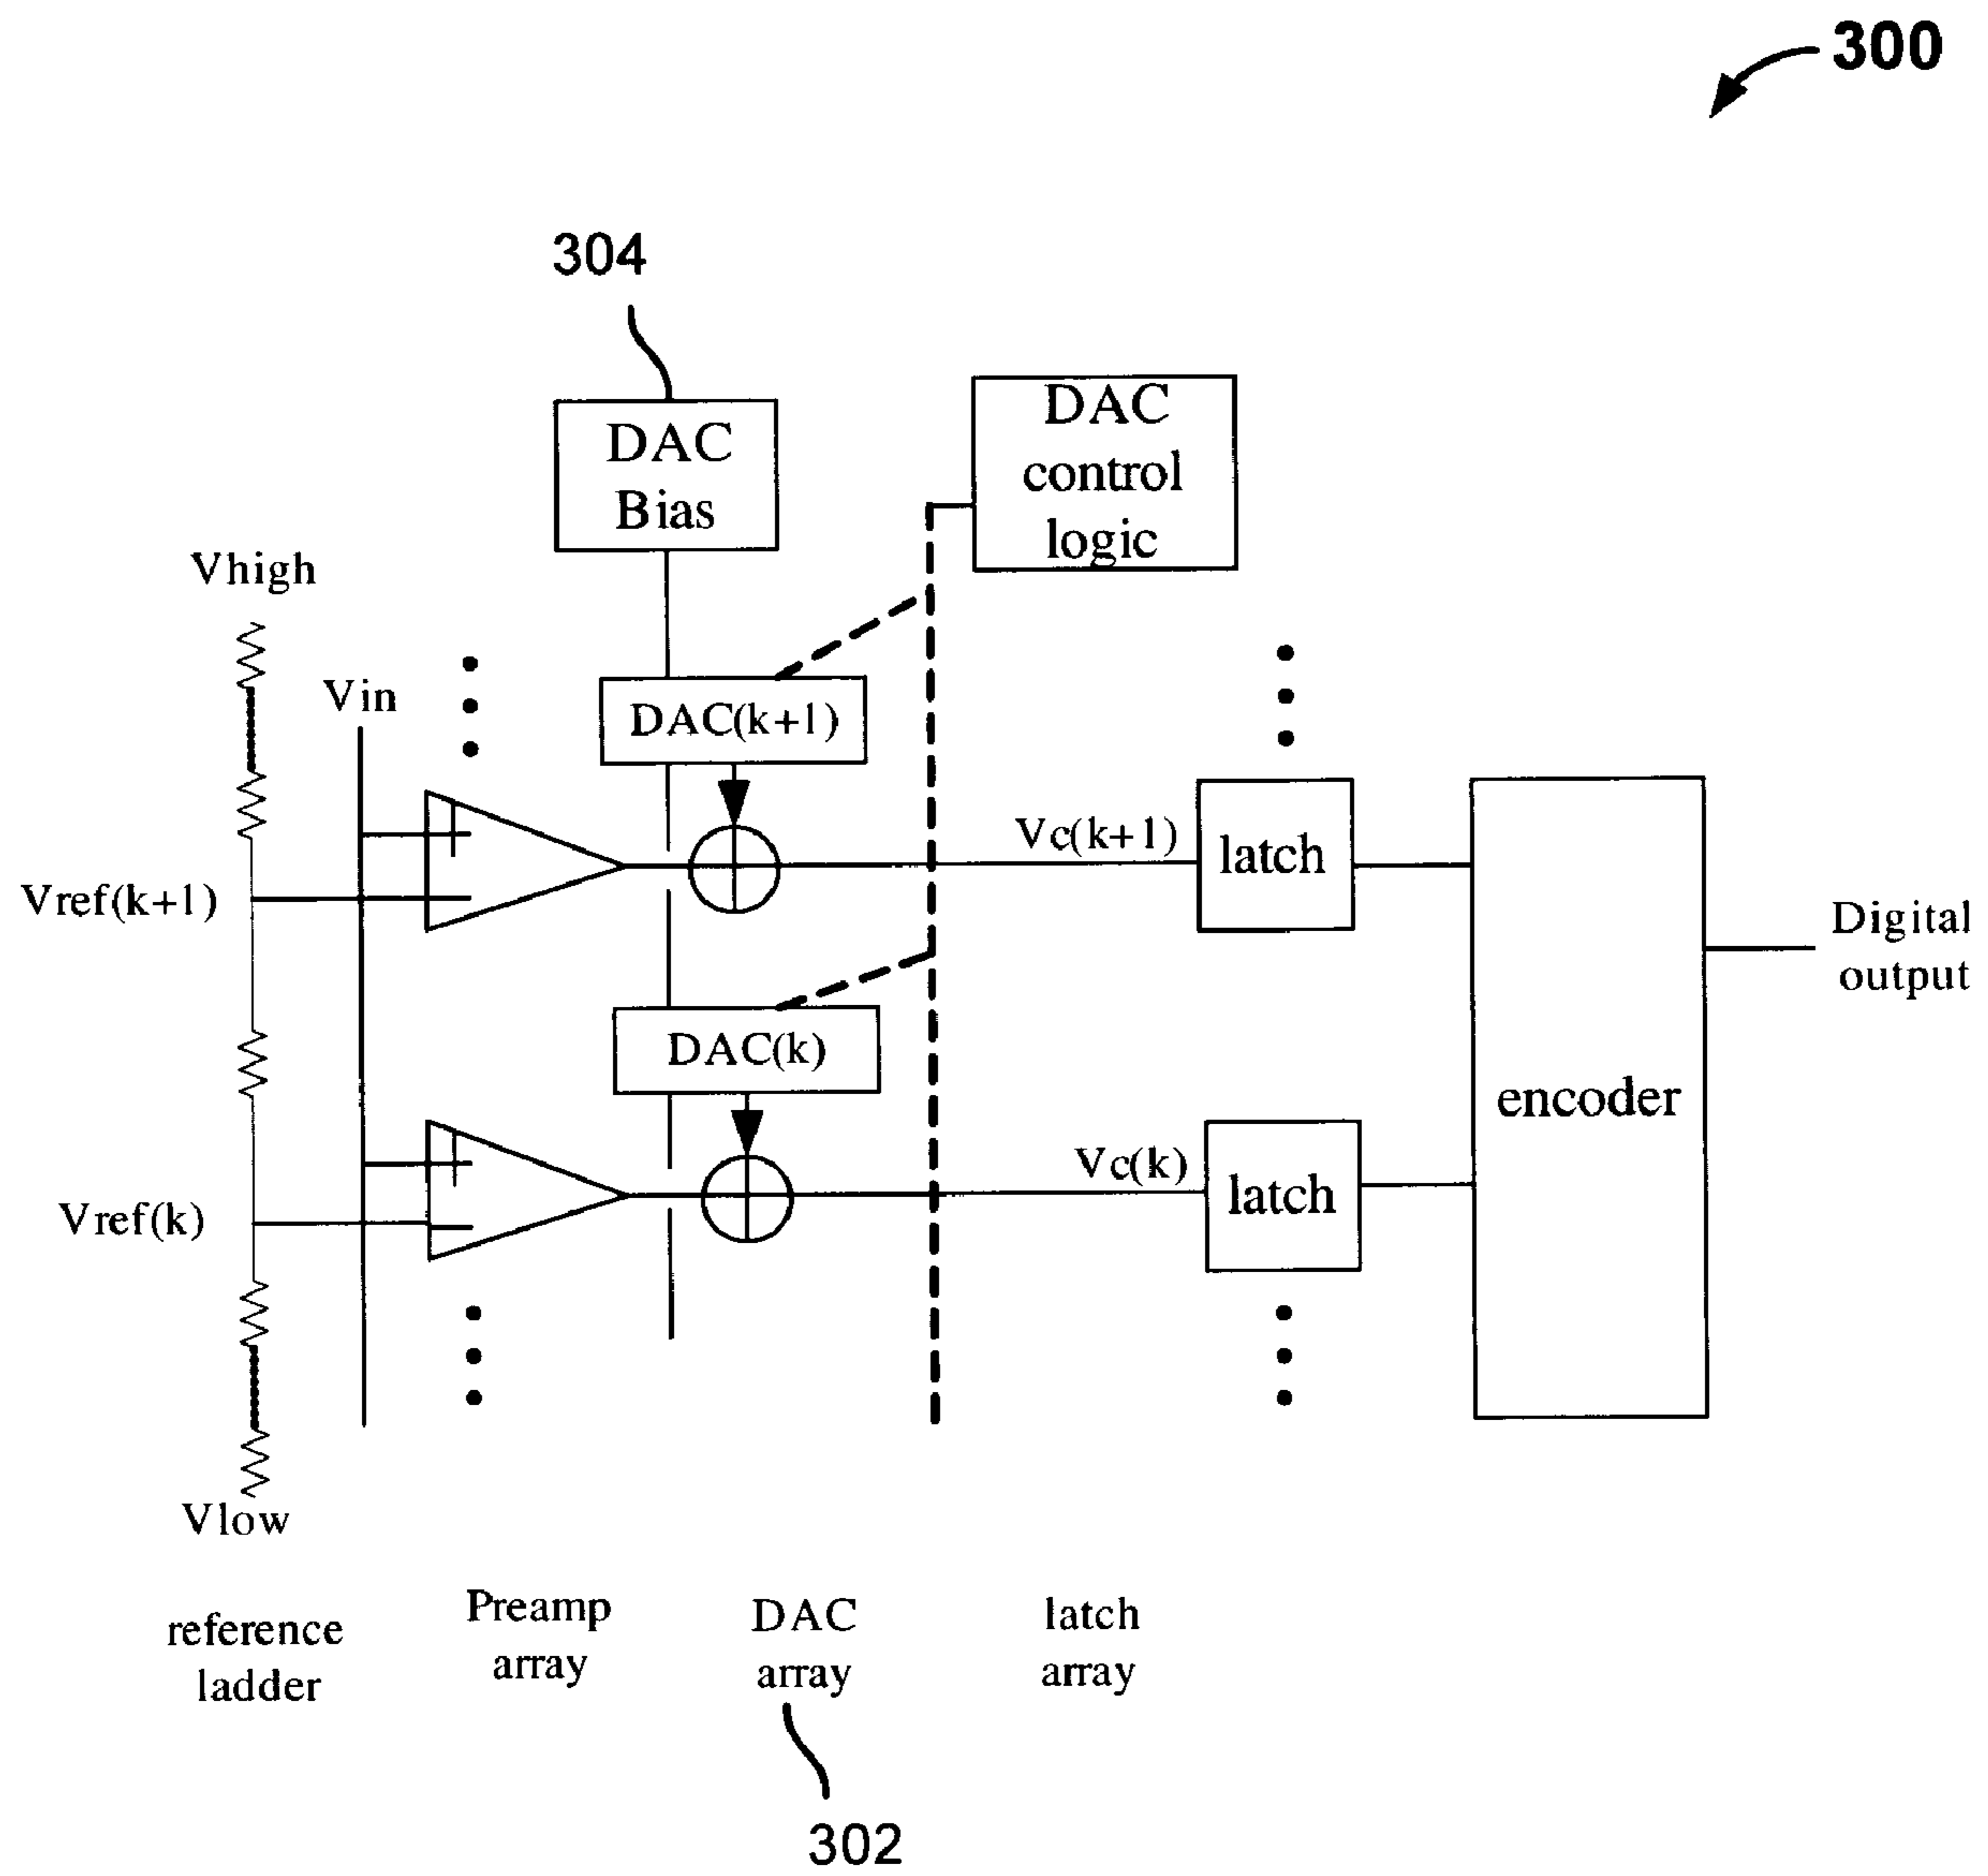 300
304
DAC
Bias
DAC
control
logic
Vhigh
Vin
DAC(k+1)
Vc(k+1)
latch
Vref(k+1)
Digital
output
DAC(k)
encoder
Vc(k)
latch
Vref(k)
Vlow
reference
ladder
Preamp
array
DAC
array
latch
array
302